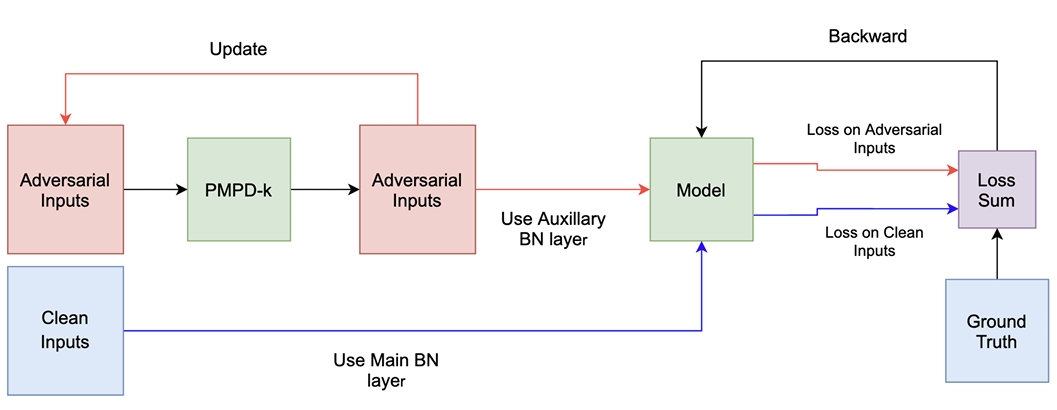 Update
Backward
Adversarial
Inputs
PMPD-k
Adversarial
Inputs
Use Auxillary
BN layer
Model
Loss on Adversarial
Inputs
Loss on Clean
Inputs
Loss
Sum
Clean
Inputs
Use Main BN
layer
Ground
Truth